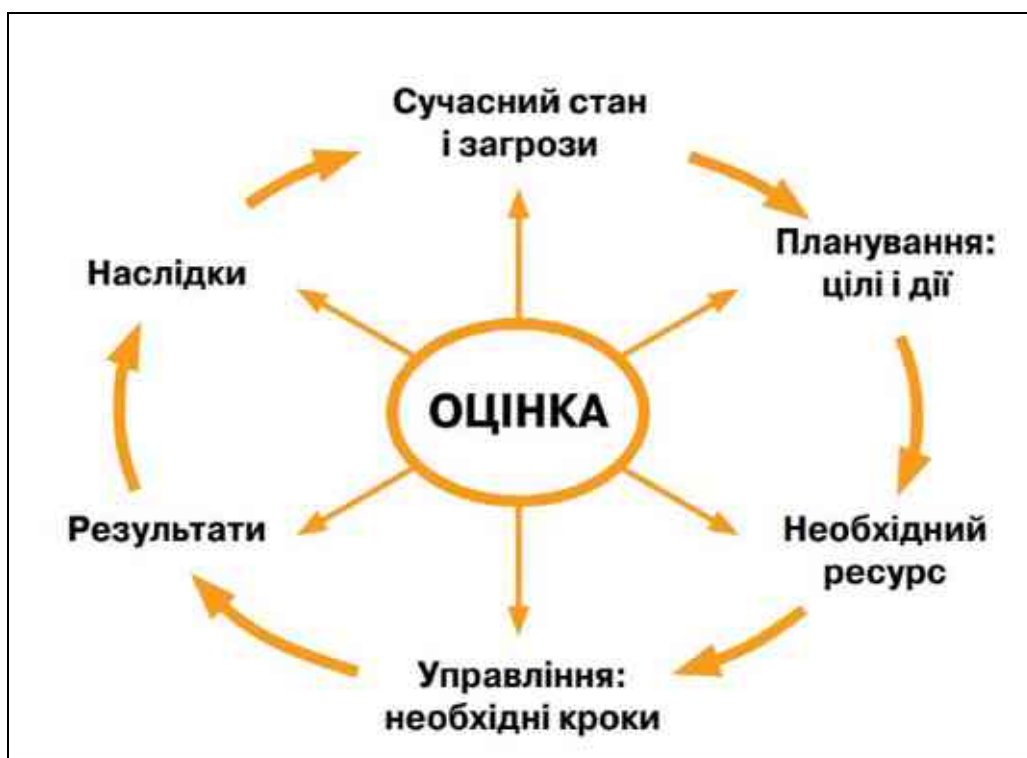 Сучасний стан
і загрози
Планування:
цілі і дії
Необхідний
ресурс
Управління:
необхідні кроки
Результати
Наслідки
ОЦІНКА